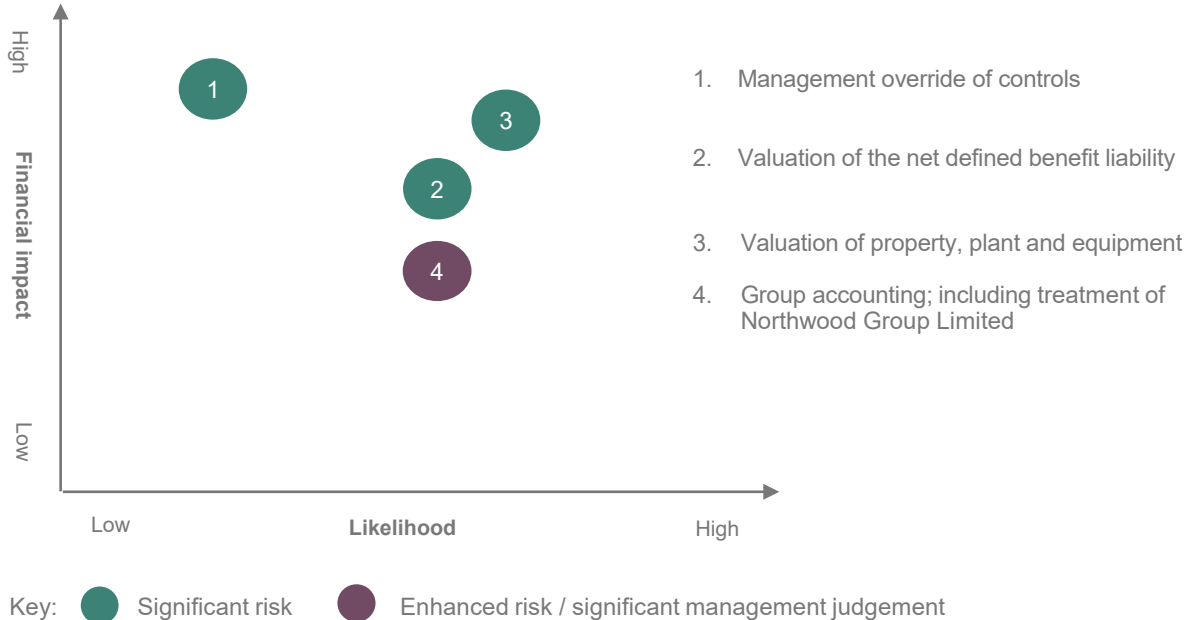 High
Financial impact
Low
1
3
2
4
Low
Likelihood
High
1. Management override of controls
2. Valuation of the net defined benefit liability
3. Valuation of property, plant and equipment
4. Group accounting; including treatment of
Northwood Group Limited
Key: Significant risk Enhanced risk / significant management judgement